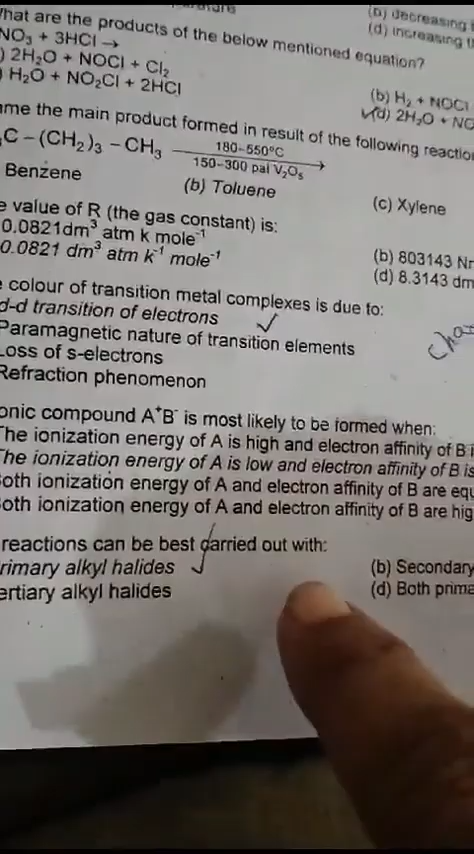 (b) decreasing
(d) increasing
What are the products of the below mentioned equation?
NO₃ + 3HCl →
) 2H₂O + NOCl + Cl₂
(b) H₂ + NOCl
) H₂O + NO₂Cl + 2HCl
(d) 2H₂O + NO
me the main product formed in result of the following reaction
C – (CH₂)₃ – CH₃ 180–550°C
150–300 pal V₂O₅
Benzene
(b) Toluene
(c) Xylene
e value of R (the gas constant) is:
0.0821dm³ atm k mole⁻¹
(b) 803143 Nr
0.0821 dm³ atm k⁻¹ mole⁻¹
(d) 8.3143 dm
colour of transition metal complexes is due to:
d-d transition of electrons
Paramagnetic nature of transition elements
Loss of s-electrons
Refraction phenomenon
onic compound A⁺B⁻ is most likely to be formed when:
The ionization energy of A is high and electron affinity of B i
The ionization energy of A is low and electron affinity of B is
oth ionization energy of A and electron affinity of B are equ
oth ionization energy of A and electron affinity of B are hig
reactions can be best carried out with:
rimary alkyl halides
(b) Secondary
ertiary alkyl halides
(d) Both prima